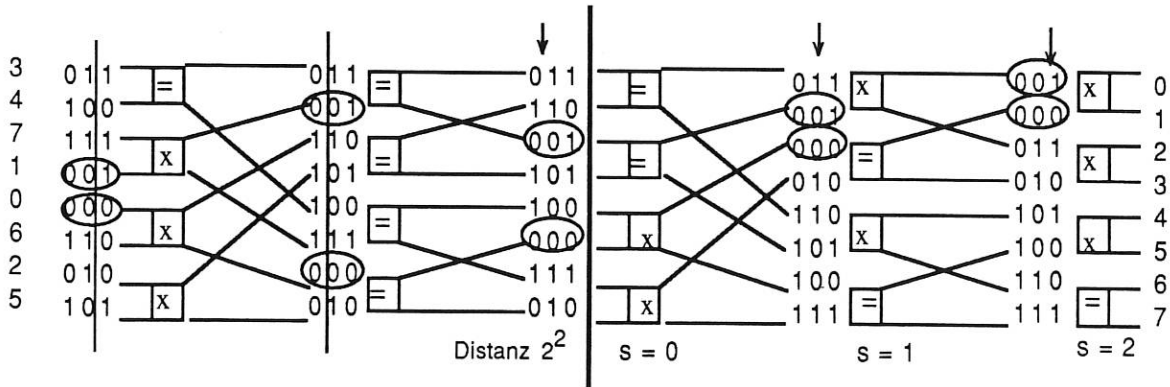 3 011 = 011 = 011 = 011 x 001 x 0
4 100 001 110 001 000 1
7 111 x 110 = 001 = 000 = 011 x 2
1 001 101 101 010 010 3
0 000 x 100 = 100 x 110 x 101 x 4
6 110 111 000 101 100 5
2 010 x 000 = 111 x 100 = 110 = 6
5 101 010 010 111 111 7
Distanz 2² s = 0 s = 1 s = 2